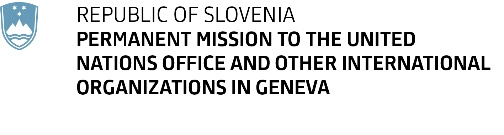 REPUBLIC OF SLOVENIA
PERMANENT MISSION TO THE UNITED
NATIONS OFFICE AND OTHER INTERNATIONAL
ORGANIZATIONS IN GENEVA